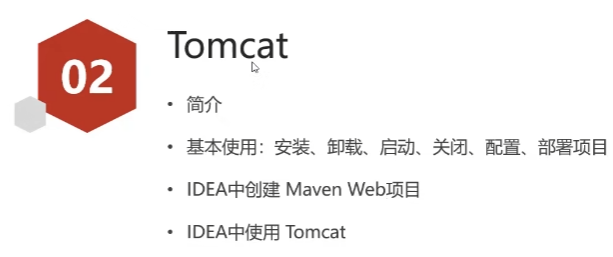 02
Tomcat
• 简介
• 基本使用：安装、卸载、启动、关闭、配置、部署项目
• IDEA中创建 Maven Web项目
• IDEA中使用 Tomcat